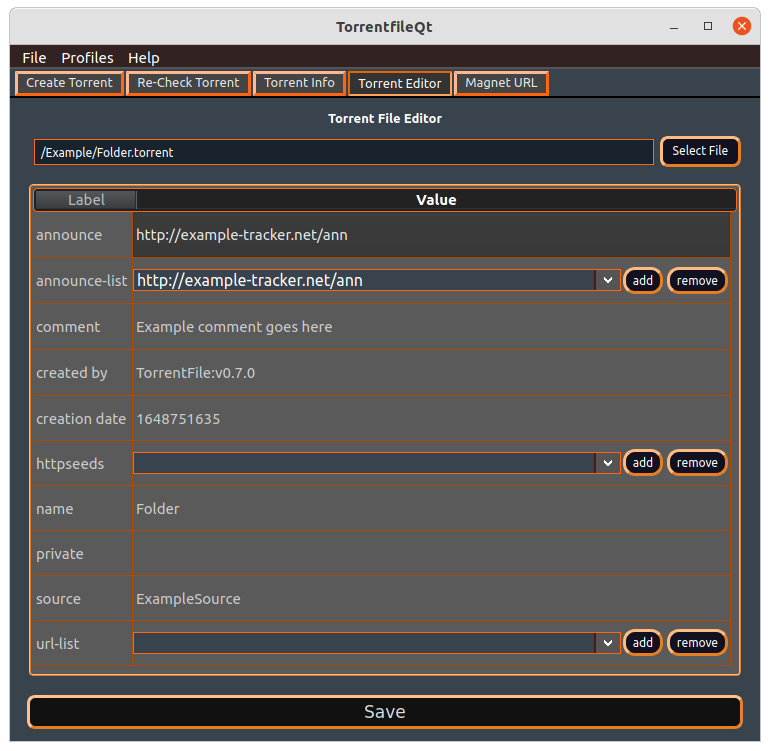 TorrentfileQt
File Profiles Help
Create Torrent Re-Check Torrent Torrent Info Torrent Editor Magnet URL
Torrent File Editor
/Example/Folder.torrent Select File
Label Value
announce http://example-tracker.net/ann
announce-list http://example-tracker.net/ann add remove
comment Example comment goes here
created by TorrentFile:v0.7.0
creation date 1648751635
httpseeds add remove
name Folder
private
source ExampleSource
url-list add remove
Save